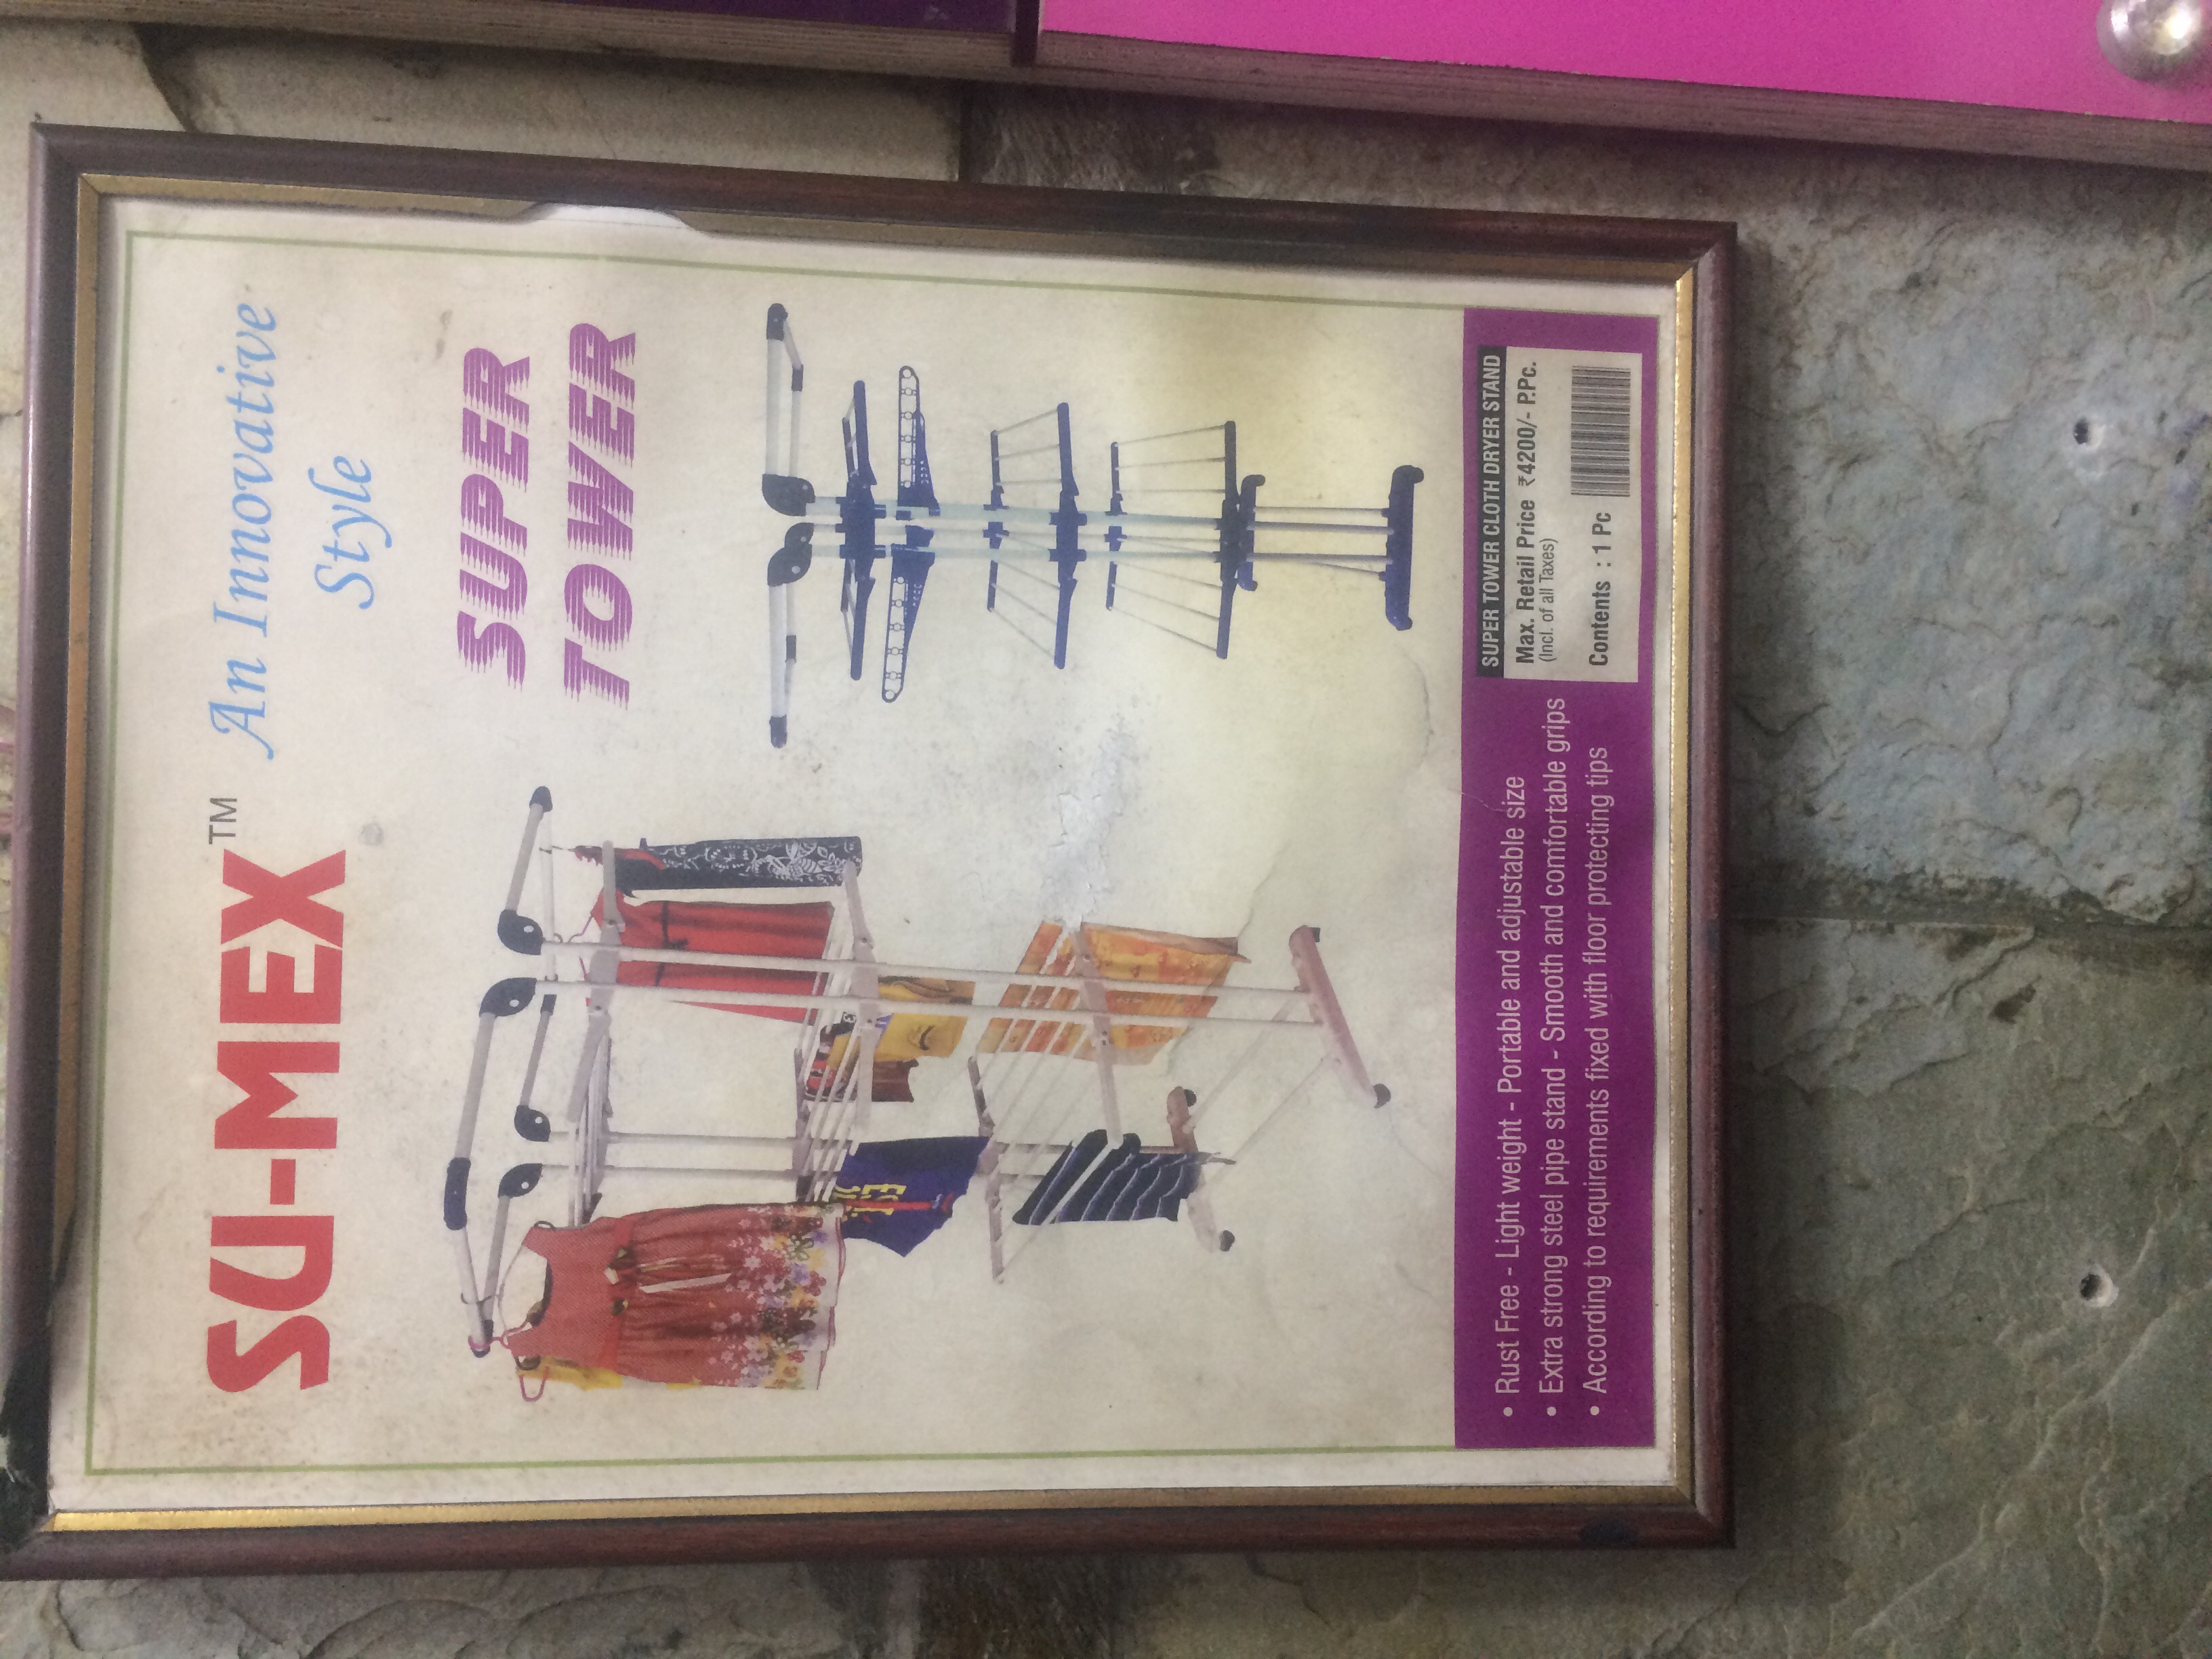 SU-MEX™ An Innovative
Style
SUPER
TOWER
• Rust Free - Light weight - Portable and adjustable size
• Extra strong steel pipe stand - Smooth and comfortable grips
• According to requirements fixed with floor protecting tips
SUPER TOWER CLOTH DRYER STAND
Max. Retail Price ₹4200/- P.Pc.
(Incl. of all Taxes)
Contents : 1 Pc